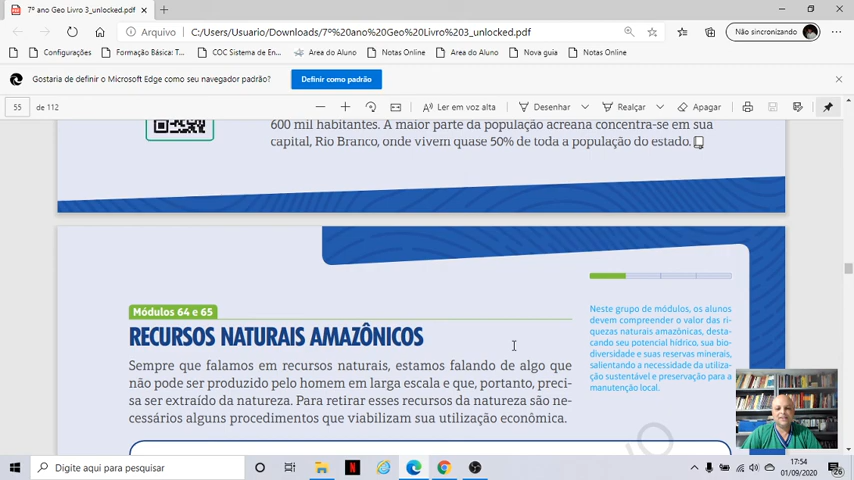 7º ano Geo Livro 3_unlocked.pdf
Arquivo
C:/Users/Usuario/Downloads/7º%20ano%20Geo%20Livro%203_unlocked.pdf
Não sincronizando
Configurações
Formação Básica: T...
COC Sistema de En...
Area do Aluno
Notas Online
Area do Aluno
Nova guia
Notas Online
Gostaria de definir o Microsoft Edge como seu navegador padrão?
Definir como padrão
55 de 112
Ler em voz alta
Desenhar
Realçar
Apagar
600 mil habitantes. A maior parte da população acreana concentra-se em sua
capital, Rio Branco, onde vivem quase 50% de toda a população do estado.
Módulos 64 e 65
RECURSOS NATURAIS AMAZÔNICOS
Sempre que falamos em recursos naturais, estamos falando de algo que
não pode ser produzido pelo homem em larga escala e que, portanto, preci-
sa ser extraído da natureza. Para retirar esses recursos da natureza são ne-
cessários alguns procedimentos que viabilizam sua utilização econômica.
Neste grupo de módulos, os alunos
devem compreender o valor das ri-
quezas naturais amazônicas, desta-
cando seu potencial hídrico, sua bio-
diversidade e suas reservas minerais,
salientando a necessidade da utiliza-
ção sustentável e preservação para a
manutenção local.
Digite aqui para pesquisar
17:54
01/09/2020
26